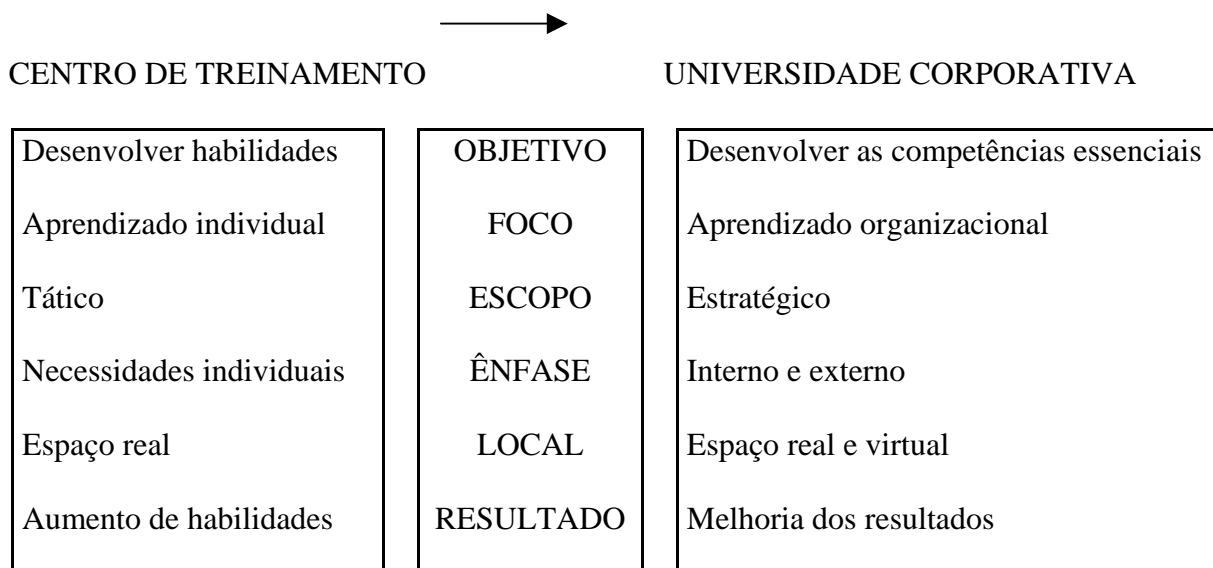 CENTRO DE TREINAMENTO UNIVERSIDADE CORPORATIVA
Desenvolver habilidades OBJETIVO Desenvolver as competências essenciais
Aprendizado individual FOCO Aprendizado organizacional
Tático ESCOPO Estratégico
Necessidades individuais ÊNFASE Interno e externo
Espaço real LOCAL Espaço real e virtual
Aumento de habilidades RESULTADO Melhoria dos resultados